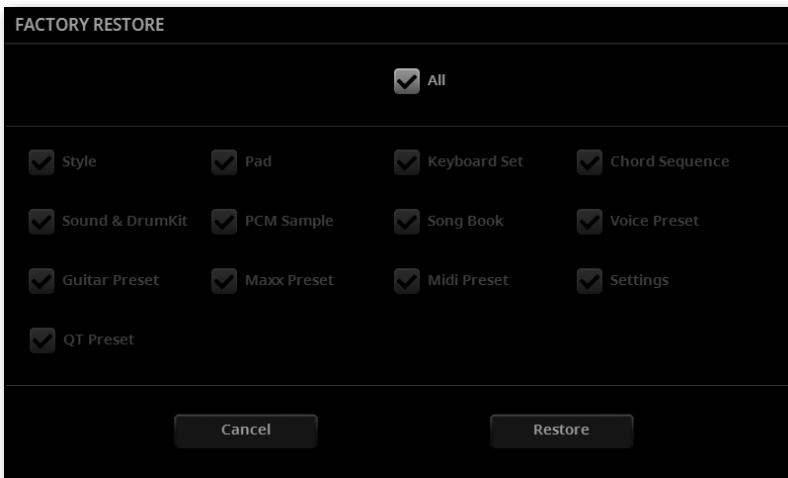 FACTORY RESTORE
All
Style Pad Keyboard Set Chord Sequence
Sound & DrumKit PCM Sample Song Book Voice Preset
Guitar Preset Maxx Preset Midi Preset Settings
QT Preset
Cancel Restore